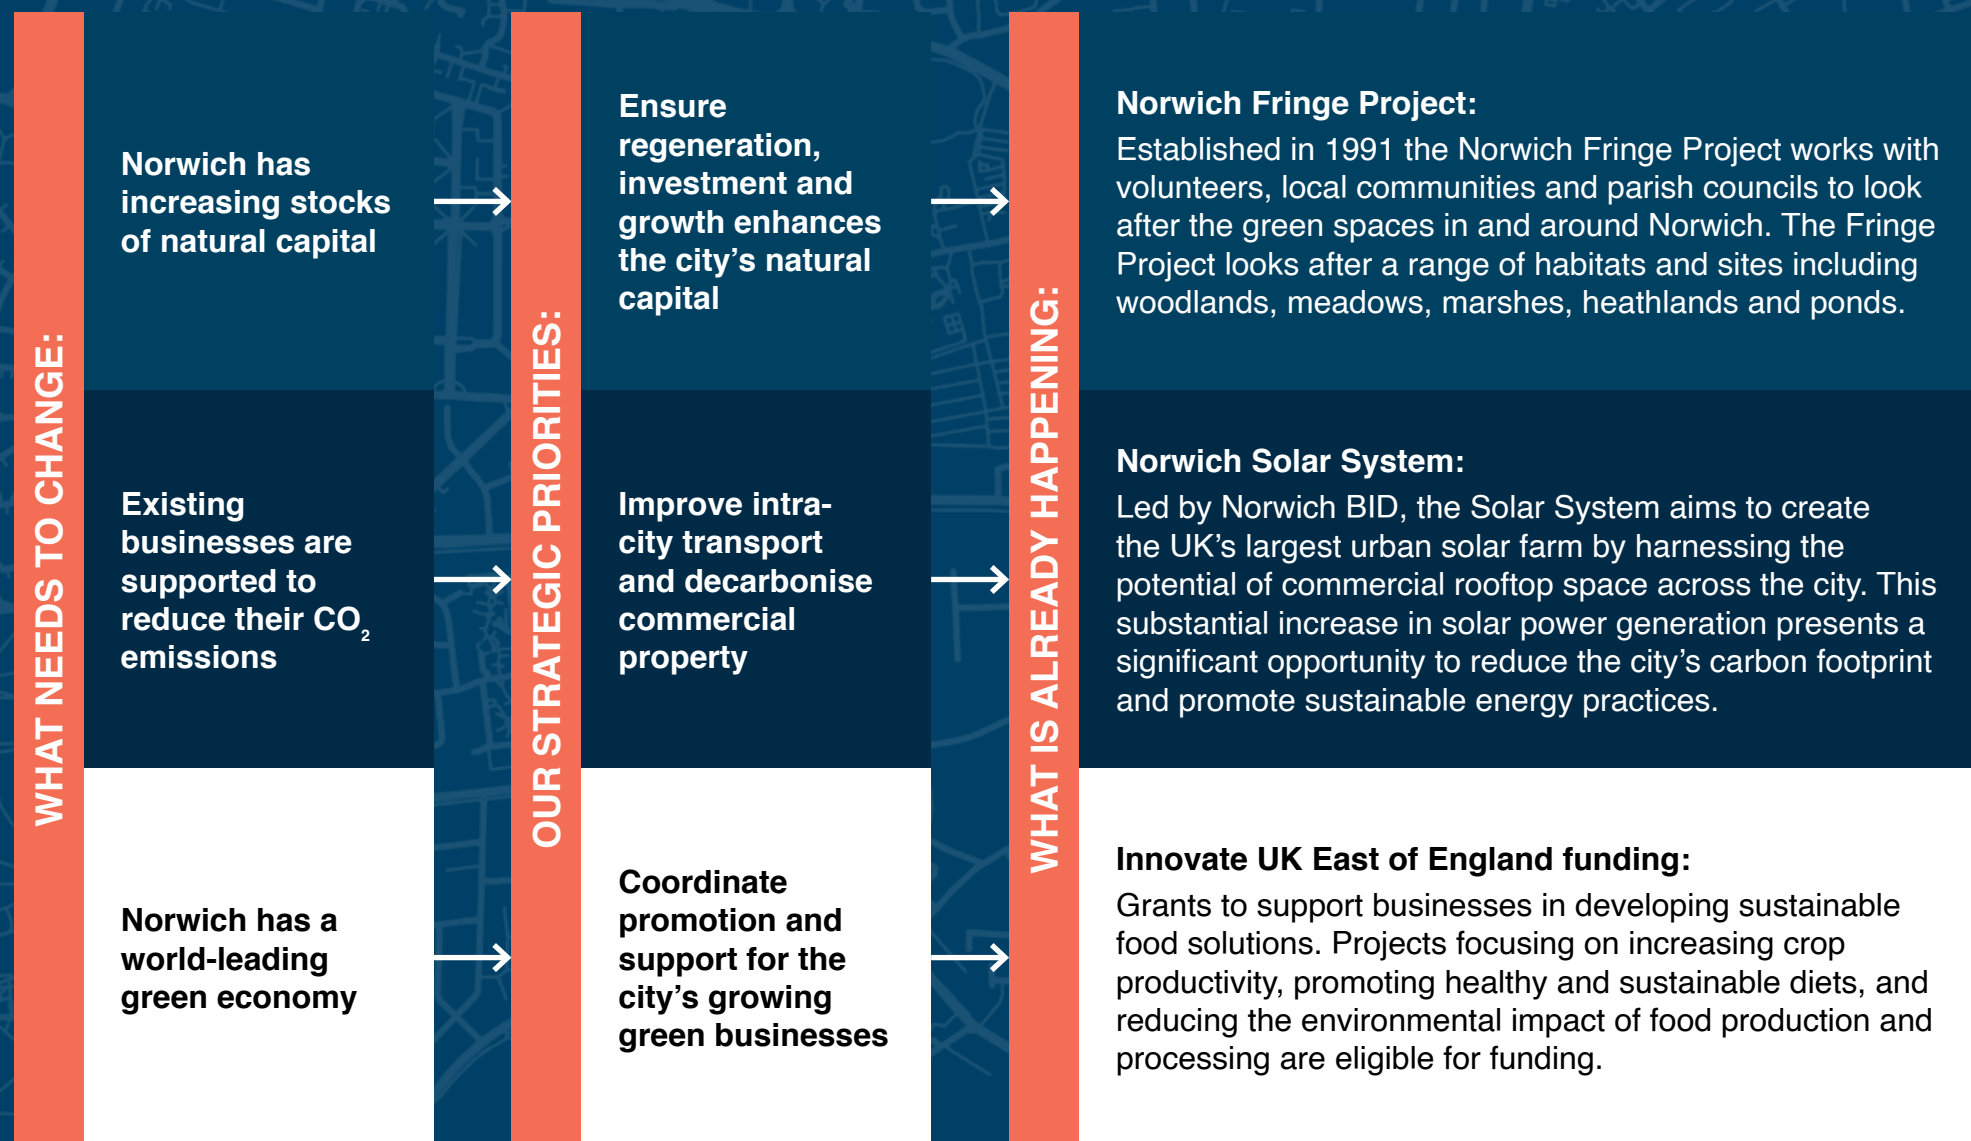 WHAT NEEDS TO CHANGE:
Norwich has
increasing stocks
of natural capital
Existing
businesses are
supported to
reduce their CO₂
emissions
Norwich has a
world-leading
green economy
OUR STRATEGIC PRIORITIES:
Ensure
regeneration,
investment and
growth enhances
the city’s natural
capital
Improve intra-
city transport
and decarbonise
commercial
property
Coordinate
promotion and
support for the
city’s growing
green businesses
WHAT IS ALREADY HAPPENING:
Norwich Fringe Project:
Established in 1991 the Norwich Fringe Project works with
volunteers, local communities and parish councils to look
after the green spaces in and around Norwich. The Fringe
Project looks after a range of habitats and sites including
woodlands, meadows, marshes, heathlands and ponds.
Norwich Solar System:
Led by Norwich BID, the Solar System aims to create
the UK’s largest urban solar farm by harnessing the
potential of commercial rooftop space across the city. This
substantial increase in solar power generation presents a
significant opportunity to reduce the city’s carbon footprint
and promote sustainable energy practices.
Innovate UK East of England funding:
Grants to support businesses in developing sustainable
food solutions. Projects focusing on increasing crop
productivity, promoting healthy and sustainable diets, and
reducing the environmental impact of food production and
processing are eligible for funding.